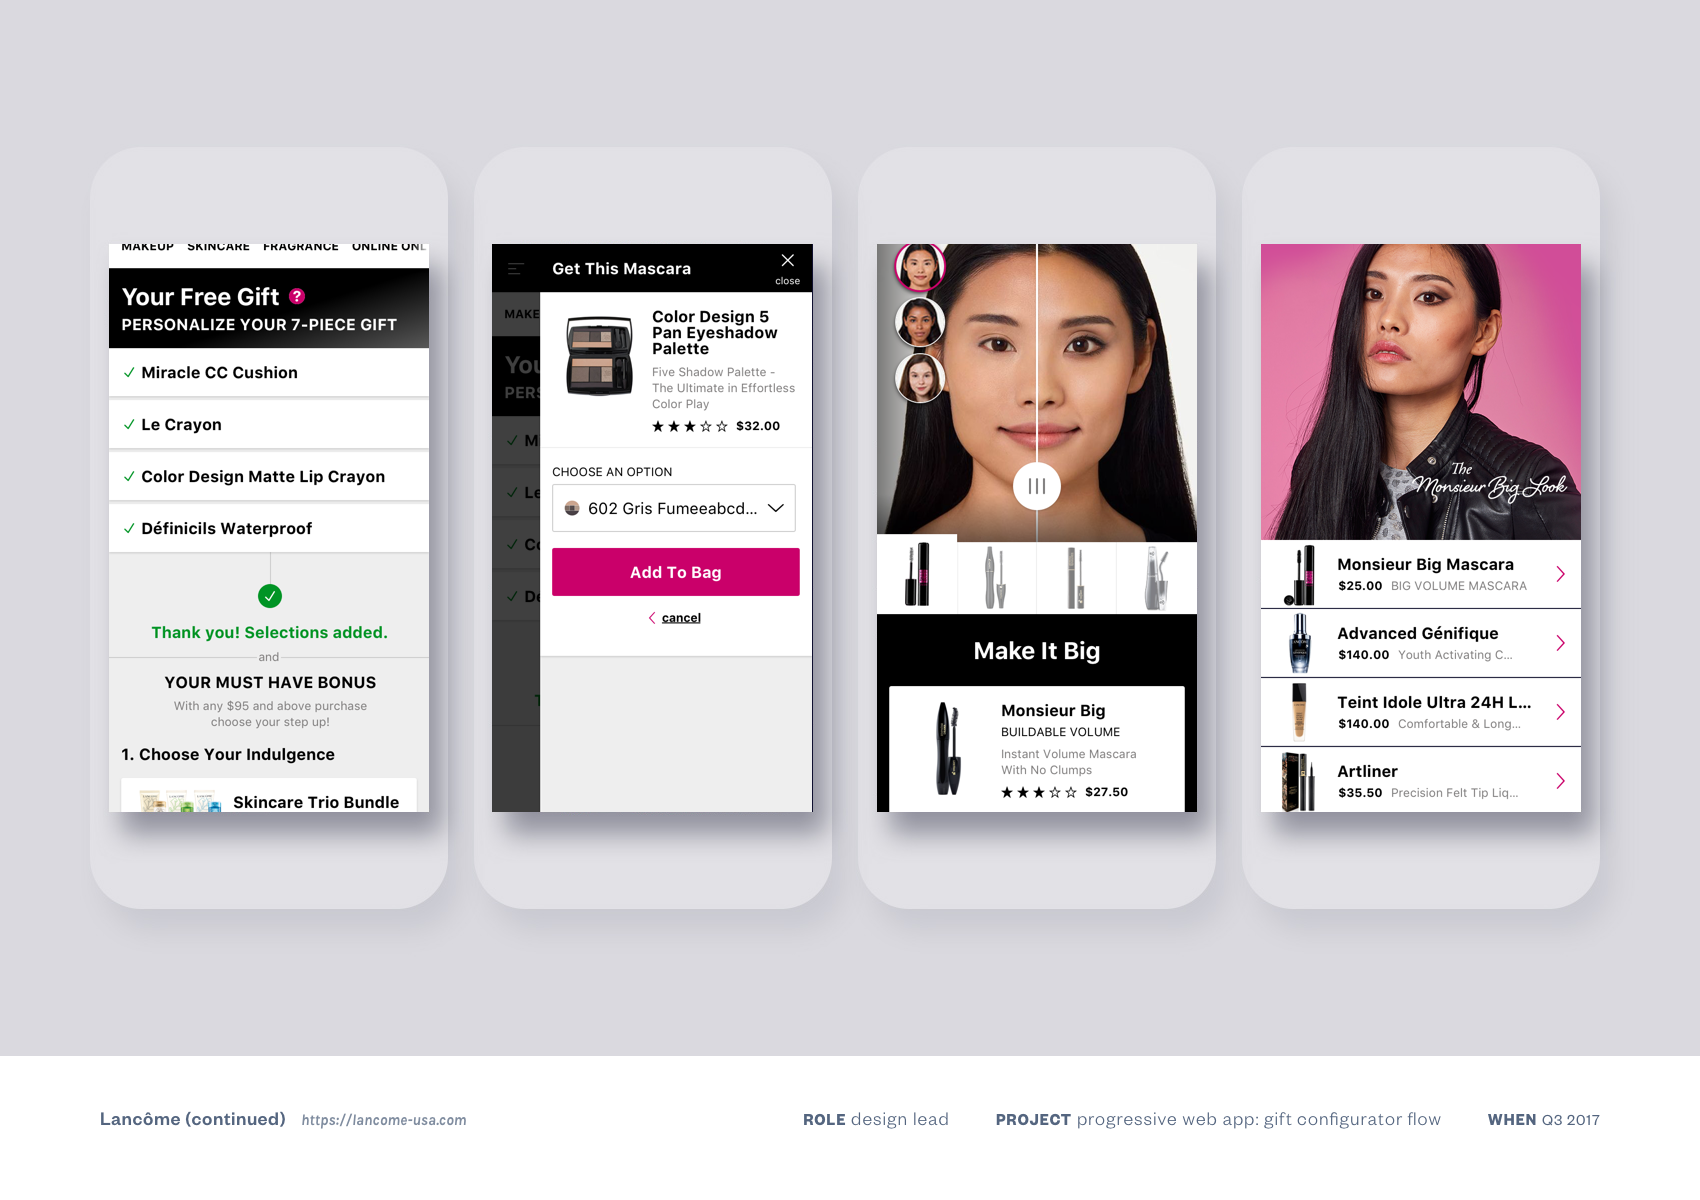 MAKEUP SKINCARE FRAGRANCE ONLINE ONL
Your Free Gift ?
PERSONALIZE YOUR 7-PIECE GIFT
Miracle CC Cushion
Le Crayon
Color Design Matte Lip Crayon
Définicils Waterproof
Thank you! Selections added.
and
YOUR MUST HAVE BONUS
With any $95 and above purchase
choose your step up!
1. Choose Your Indulgence
Skincare Trio Bundle
Get This Mascara
close
MAKE
You
PERS
M
Le
Co
De
Color Design 5
Pan Eyeshadow
Palette
Five Shadow Palette -
The Ultimate in Effortless
Color Play
$32.00
CHOOSE AN OPTION
602 Gris Fumeeabcd...
Add To Bag
cancel
Make It Big
Monsieur Big
BUILDABLE VOLUME
Instant Volume Mascara
With No Clumps
$27.50
The
Monsieur Big Look
Monsieur Big Mascara
$25.00 BIG VOLUME MASCARA
Advanced Génifique
$140.00 Youth Activating C...
Teint Idole Ultra 24H L...
$140.00 Comfortable & Long...
Artliner
$35.50 Precision Felt Tip Liq...
Lancôme (continued) https://lancome-usa.com
ROLE design lead
PROJECT progressive web app: gift configurator flow
WHEN Q3 2017